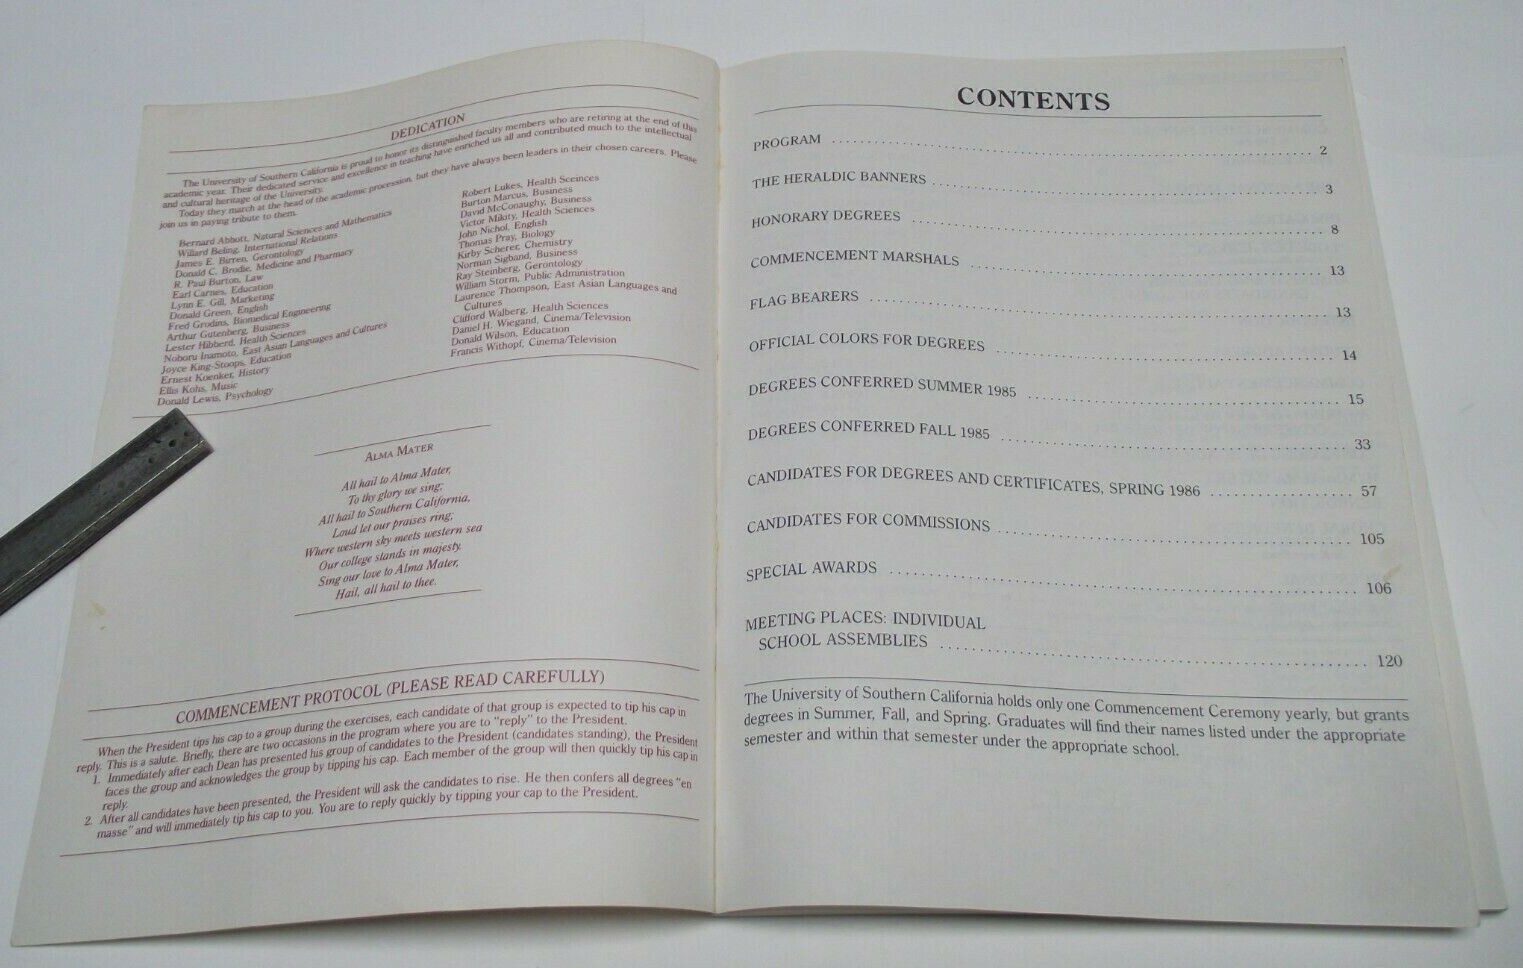 DEDICATION
The University of Southern California is proud to honor its distinguished faculty members who are retiring at the end of this
academic year. Their dedicated service and excellence in teaching have enriched us all and contributed much to the intellectual
and cultural heritage of the University.
Today they march at the head of the academic procession, but they have always been leaders in their chosen careers. Please
join us in paying tribute to them.
Bernard Abbott, Natural Sciences and Mathematics
Willard Beling, International Relations
James E. Birren, Gerontology
Donald C. Brodie, Medicine and Pharmacy
R. Paul Burton, Law
Earl Carnes, Education
Lynn E. Gill, Marketing
Donald Green, English
Fred Grodins, Biomedical Engineering
Arthur Gutenberg, Business
Lester Hibberd, Health Sciences
Noboru Inamoto, East Asian Languages and Cultures
Joyce King-Stoops, Education
Ernest Koenker, History
Ellis Kohs, Music
Donald Lewis, Psychology
Robert Lukes, Health Sceinces
Burton Marcus, Business
David McConaughy, Business
Victor Mikity, Health Sciences
John Nichol, English
Thomas Pray, Biology
Kirby Scherer, Chemustry
Norman Sigband, Business
Ray Steinberg, Gerontology
William Storm, Public Administration
Laurence Thompson, East Asian Languages and
Cultures
Clifford Walberg, Health Sciences
Daniel H. Wiegand, Cinema/Television
Donald Wilson, Education
Francis Withopf, Cinema/Television
ALMA MATER
All hail to Alma Mater,
To thy glory we sing;
All hail to Southern California,
Loud let our praises ring;
Where western sky meets western sea
Our college stands in majesty.
Sing our love to Alma Mater,
Hail, all hail to thee.
COMMENCEMENT PROTOCOL (PLEASE READ CAREFULLY)
When the President tips his cap to a group during the exercises, each candidate of that group is expected to tip his cap in
reply. This is a salute. Briefly, there are two occasions in the program where you are to "reply" to the President.
1. Immediately after each Dean has presented his group of candidates to the President (candidates standing), the President
faces the group and acknowledges the group by tipping his cap. Each member of the group will then quickly tip his cap in
reply.
2. After all candidates have been presented, the President will ask the candidates to rise. He then confers all degrees "en
masse" and will immediately tip his cap to you. You are to reply quickly by tipping your cap to the President.
CONTENTS
PROGRAM 2
THE HERALDIC BANNERS 3
HONORARY DEGREES 8
COMMENCEMENT MARSHALS 13
FLAG BEARERS 13
OFFICIAL COLORS FOR DEGREES 14
DEGREES CONFERRED SUMMER 1985 15
DEGREES CONFERRED FALL 1985 33
CANDIDATES FOR DEGREES AND CERTIFICATES, SPRING 1986 57
CANDIDATES FOR COMMISSIONS 105
SPECIAL AWARDS 106
MEETING PLACES: INDIVIDUAL
SCHOOL ASSEMBLIES 120
The University of Southern California holds only one Commencement Ceremony yearly, but grants
degrees in Summer, Fall, and Spring. Graduates will find their names listed under the appropriate
semester and within that semester under the appropriate school.